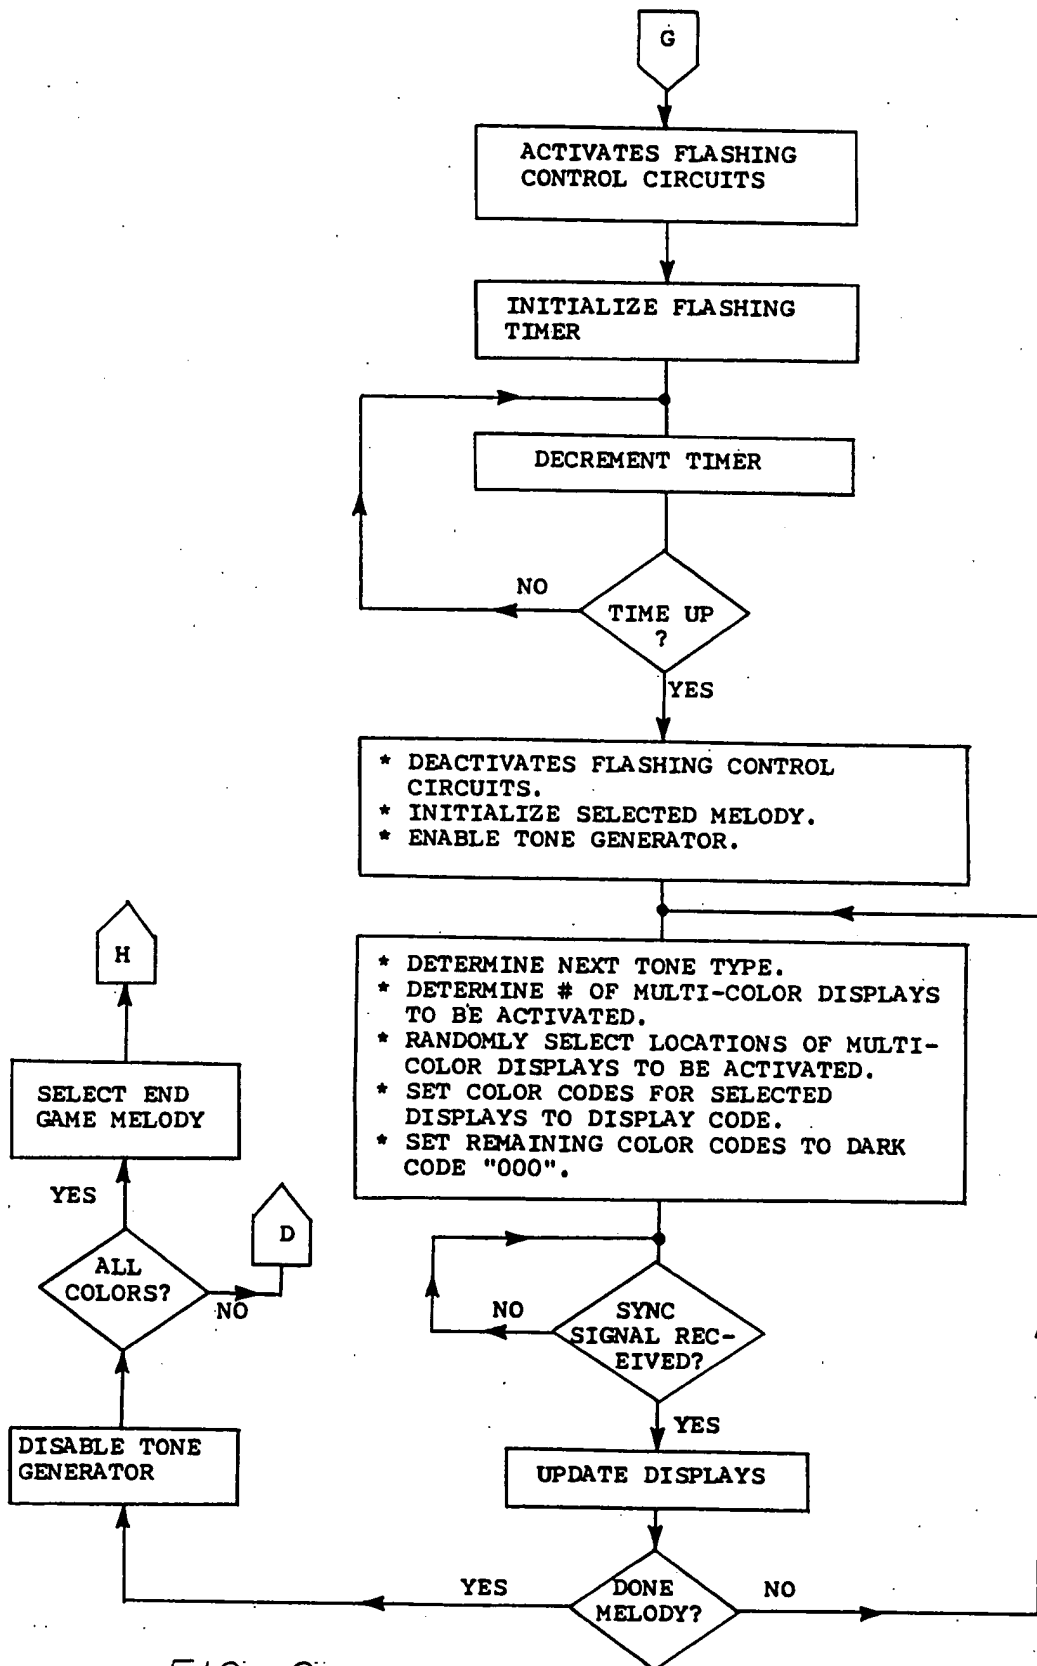 G
ACTIVATES FLASHING
CONTROL CIRCUITS
INITIALIZE FLASHING
TIMER
DECREMENT TIMER
NO
TIME UP
?
YES
* DEACTIVATES FLASHING CONTROL
CIRCUITS.
* INITIALIZE SELECTED MELODY.
* ENABLE TONE GENERATOR.
* DETERMINE NEXT TONE TYPE.
* DETERMINE # OF MULTI-COLOR DISPLAYS
TO BE ACTIVATED.
* RANDOMLY SELECT LOCATIONS OF MULTI-
COLOR DISPLAYS TO BE ACTIVATED.
* SET COLOR CODES FOR SELECTED
DISPLAYS TO DISPLAY CODE.
* SET REMAINING COLOR CODES TO DARK
CODE "000".
H
SELECT END
GAME MELODY
YES
D
ALL
COLORS?
NO
NO
SYNC
SIGNAL REC-
EIVED?
YES
DISABLE TONE
GENERATOR
UPDATE DISPLAYS
YES
DONE
MELODY?
NO